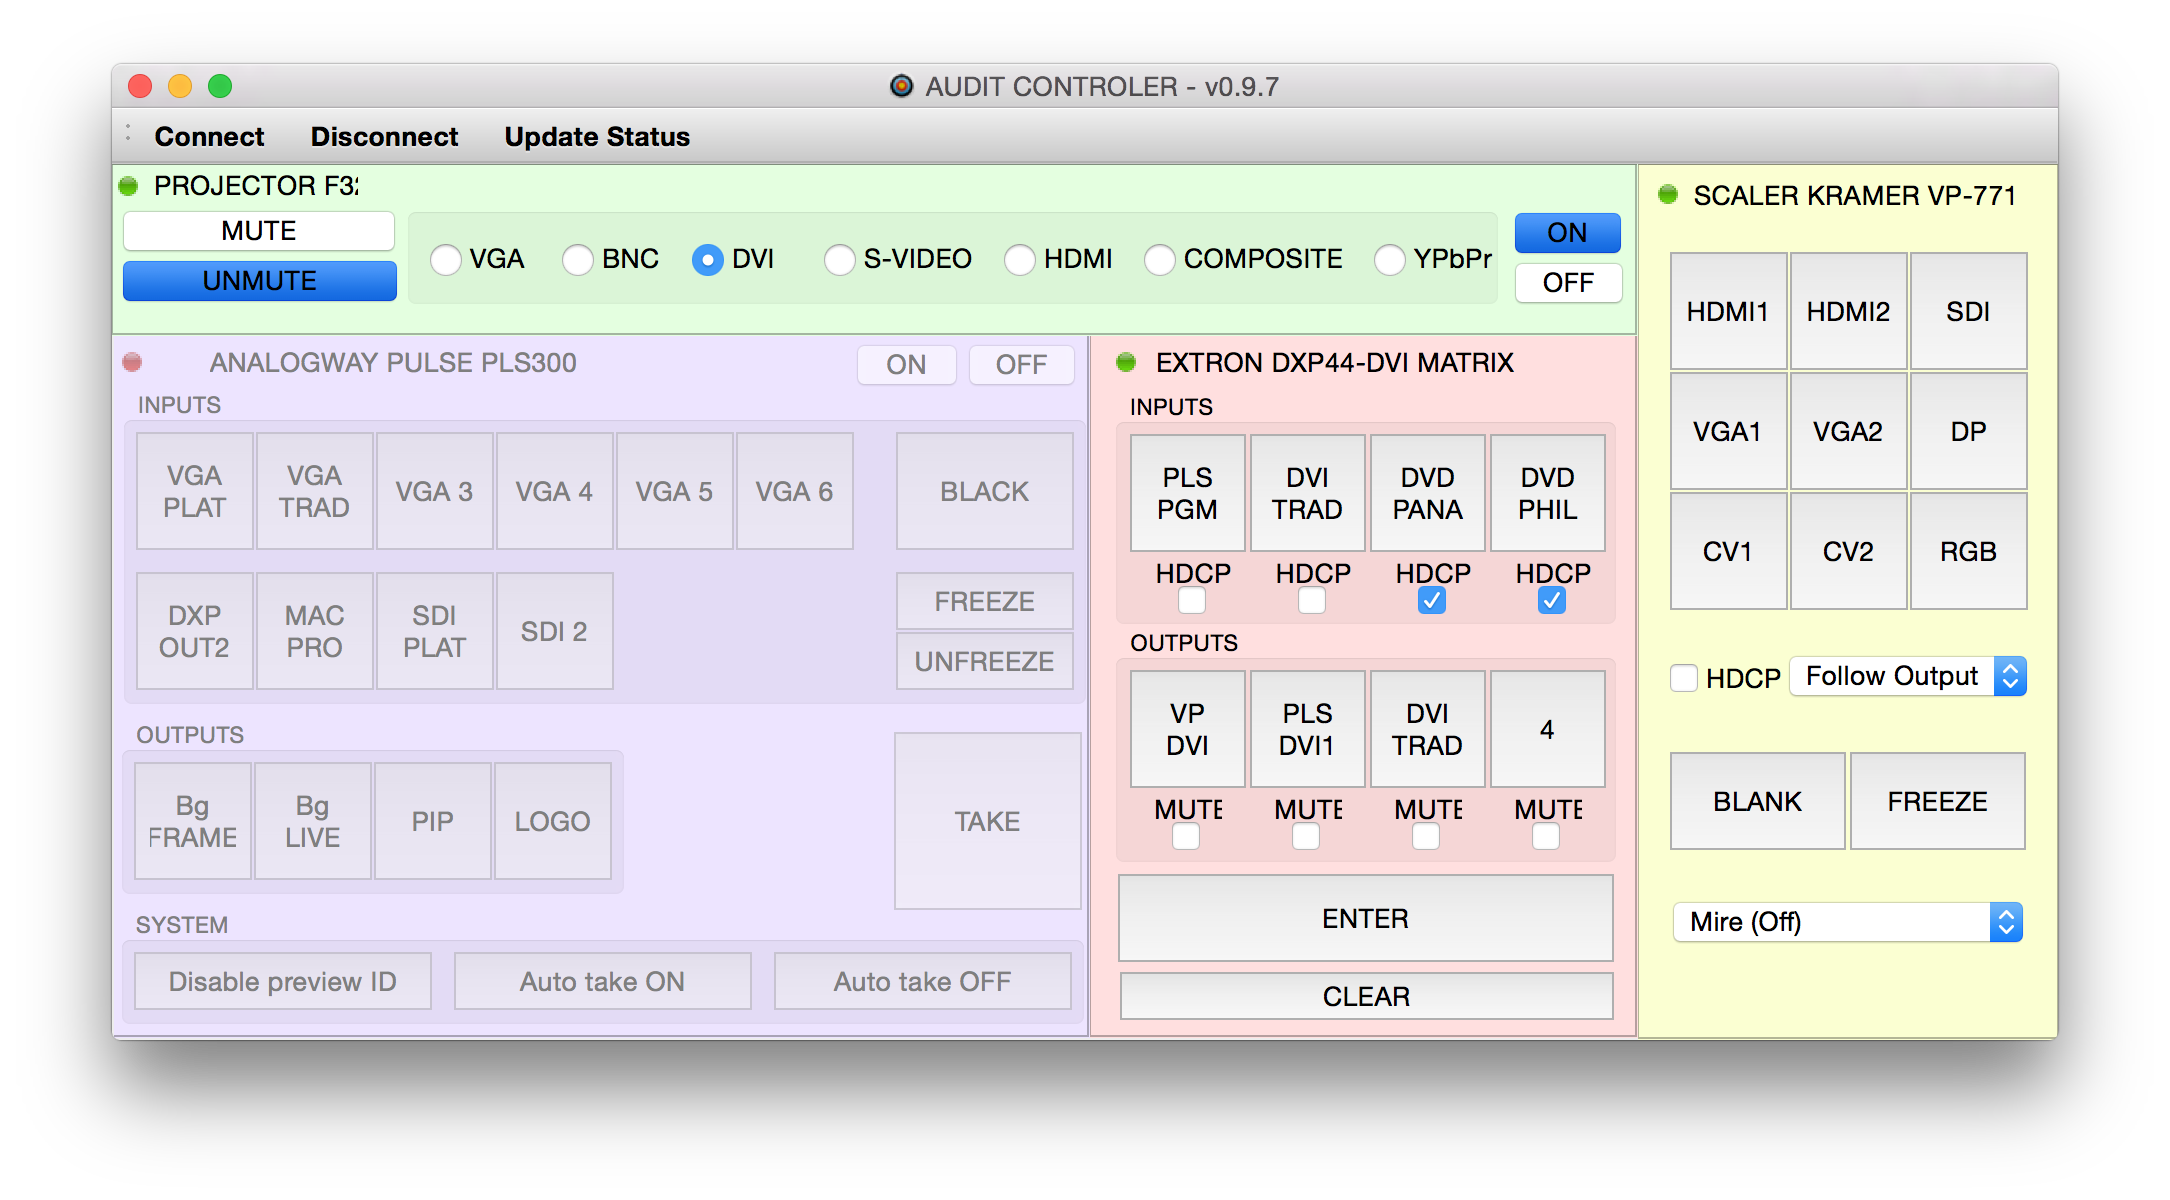 AUDIT CONTROLER - v0.9.7
Connect Disconnect Update Status
PROJECTOR F32
MUTE
UNMUTE
VGA BNC DVI S-VIDEO HDMI COMPOSITE YPbPr
ON
OFF
ANALOGWAY PULSE PLS300
ON OFF
INPUTS
VGA PLAT
VGA TRAD
VGA 3
VGA 4
VGA 5
VGA 6
BLACK
DXP OUT2
MAC PRO
SDI PLAT
SDI 2
FREEZE
UNFREEZE
OUTPUTS
Bg FRAME
Bg LIVE
PIP
LOGO
TAKE
SYSTEM
Disable preview ID
Auto take ON
Auto take OFF
EXTRON DXP44-DVI MATRIX
INPUTS
PLS PGM
DVI TRAD
DVD PANA
DVD PHIL
HDCP HDCP HDCP HDCP
OUTPUTS
VP DVI
PLS DVI1
DVI TRAD
4
MUTE MUTE MUTE MUTE
ENTER
CLEAR
SCALER KRAMER VP-771
HDMI1 HDMI2 SDI
VGA1 VGA2 DP
CV1 CV2 RGB
HDCP Follow Output
BLANK FREEZE
Mire (Off)